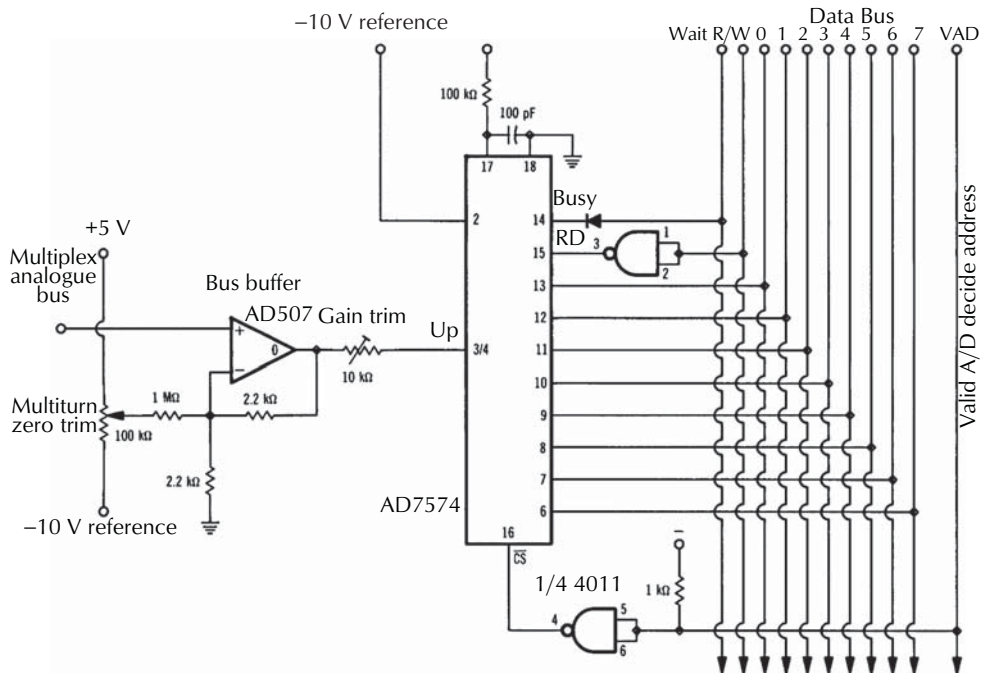 −10 V reference
Data Bus
Wait R/W 0 1 2 3 4 5 6 7 VAD
100 kΩ
100 pF
17 18
Busy
2
14
RD
15
3
1
2
+5 V
13
Multiplex
analogue
bus
Bus buffer
AD507 Gain trim
12
Up
+
0
−
3/4
11
10 kΩ
10
1 MΩ
2.2 kΩ
9
Multiturn
zero trim
100 kΩ
8
2.2 kΩ
7
AD7574
6
−10 V reference
16
CS
1/4 4011
−
1 kΩ
4
5
6
Valid A/D decide address